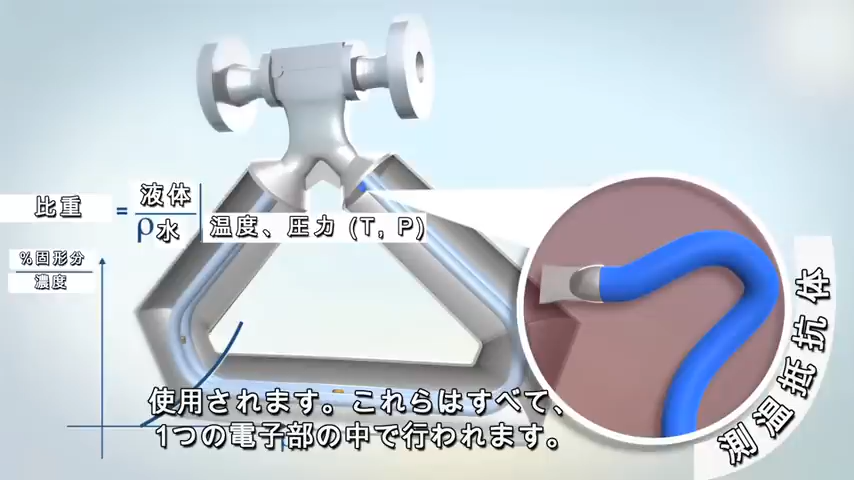 比重 = 液体
ρ水
温度、圧力 (T, P)
%固形分
濃度
測温抵抗体
使用されます。これらはすべて、
1つの電子部の中で行われます。